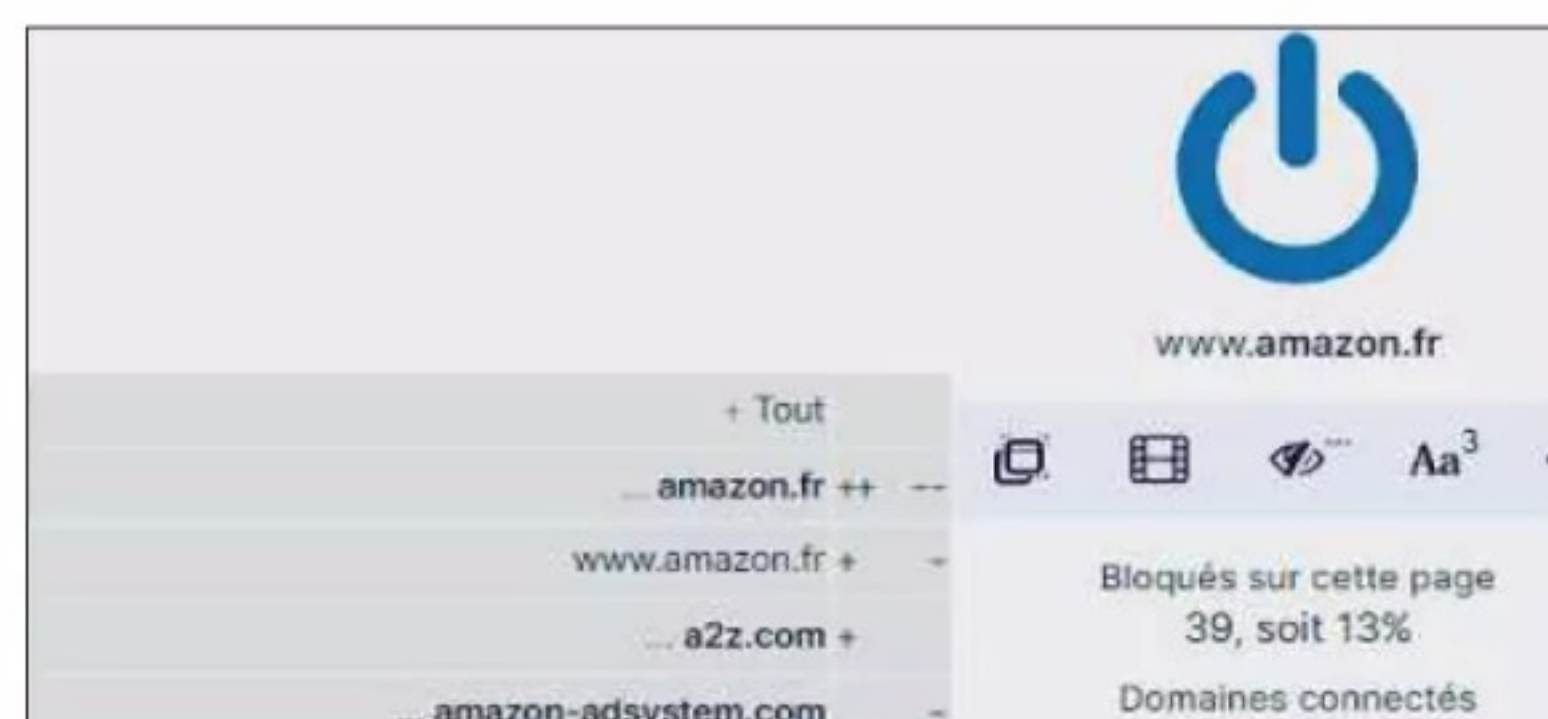 www.amazon.fr
+ Tout
... amazon.fr ++ --
www.amazon.fr + -
... a2z.com +
... amazon-adsystem.com -
Aa3
Bloqués sur cette page
39, soit 13%
Domaines connectés